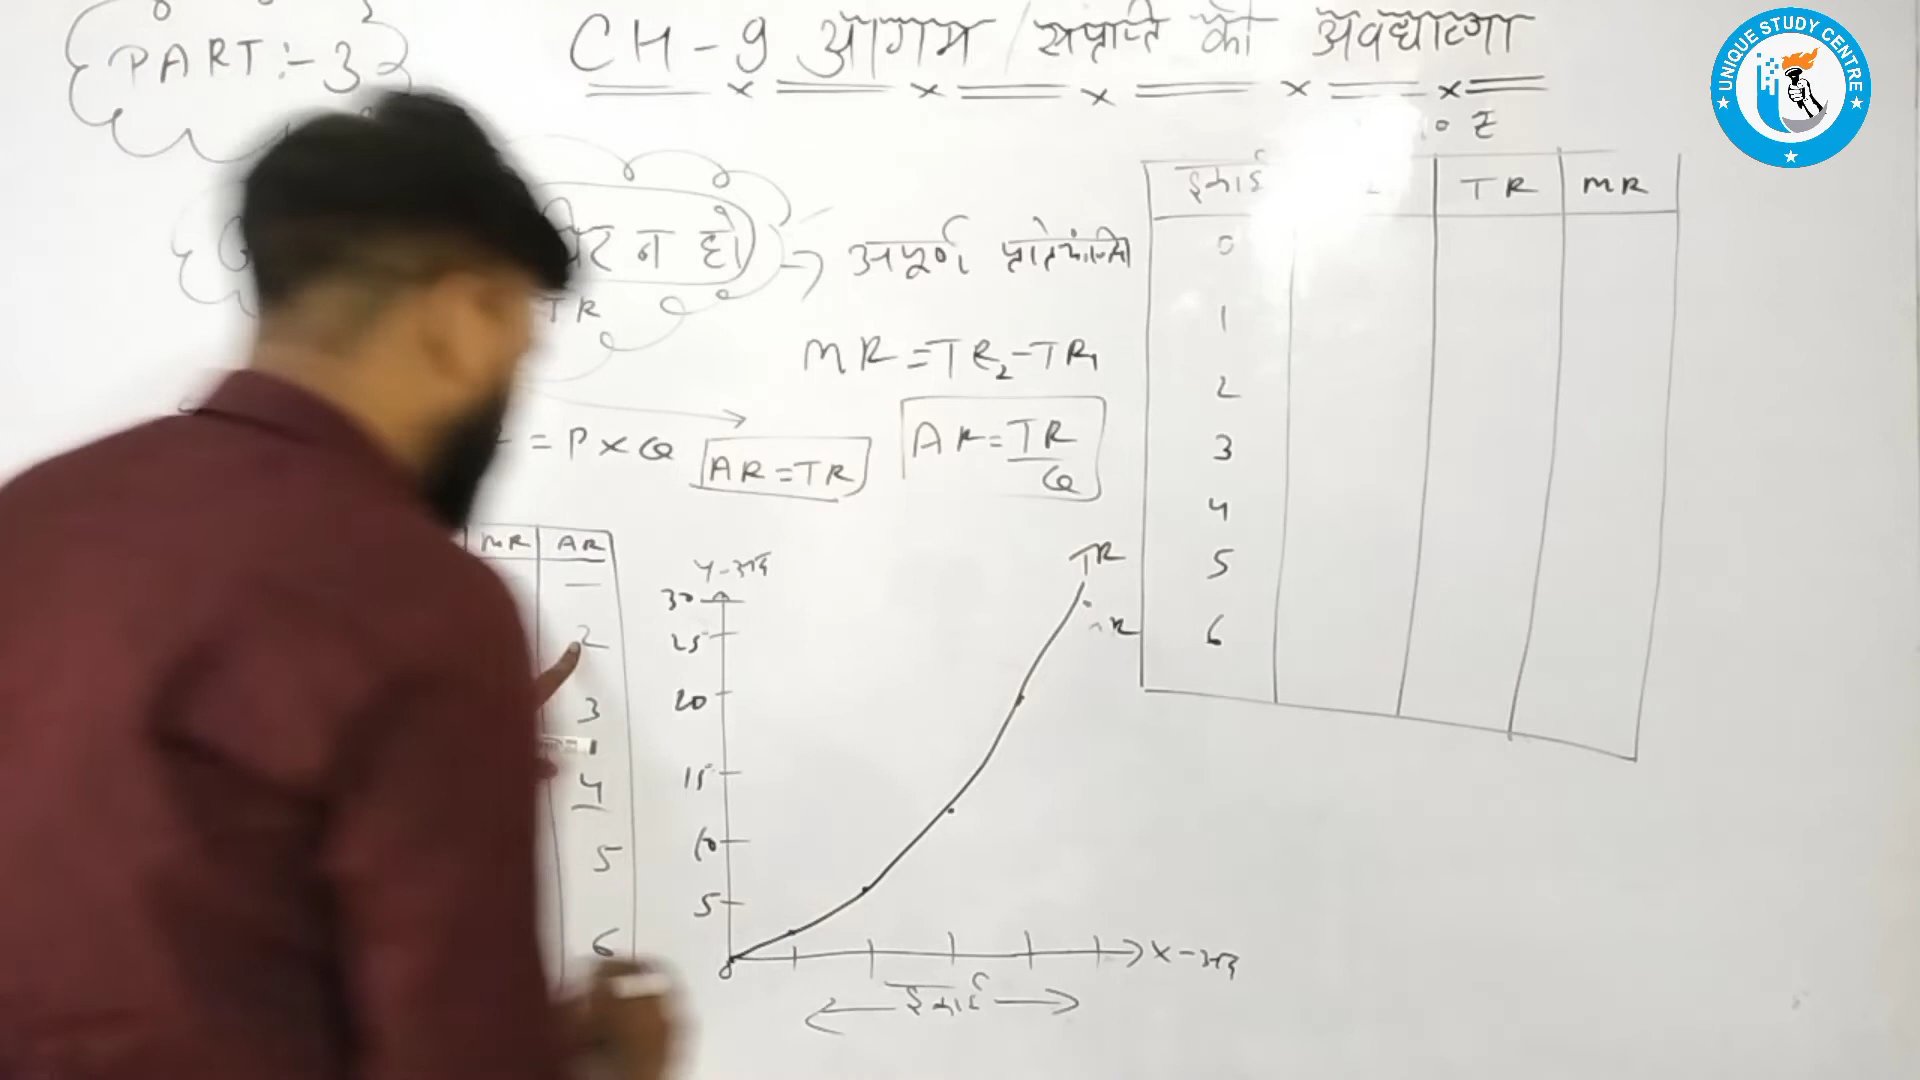 PART:-3
CH-9 आगम / संप्राप्ति की अवधारणा
UNIQUE STUDY CENTRE
0 ₹
इकाई TR MR
न हो → अपूर्ण
TR
MR = TR₂ - TR₁
= P × Q
AR = TR
AR = TR/Q
MR AR
—
2
3
4
5
6
Y-अक्ष
30
25
20
15
10
5
0
TR
X-अक्ष
इकाई
0
1
2
3
4
5
6